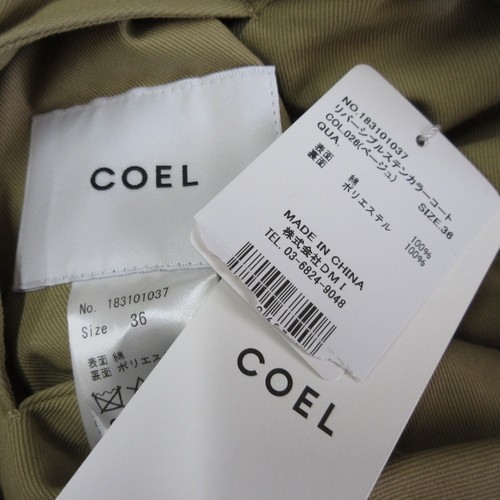 COEL
No. 183101037
Size 36
表面 綿
裏面 ポリエステ
NO.183101037
リバーシブルステンカラーコート
COL.026(ベージュ) SIZE.36
QUA.
表面 綿 100%
裏面 ポリエステル 100%
MADE IN CHINA
株式会社DMI
TEL 03-6824-9048
COEL